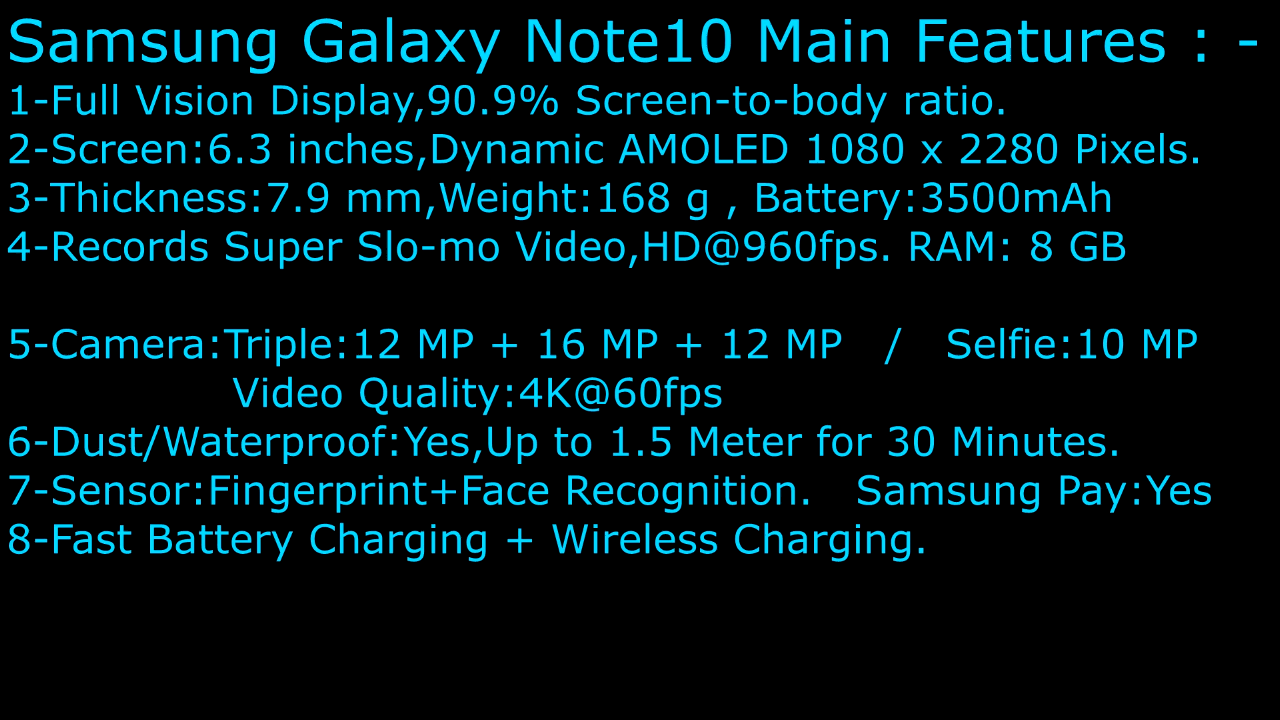 Samsung Galaxy Note10 Main Features : -
1-Full Vision Display,90.9% Screen-to-body ratio.
2-Screen:6.3 inches,Dynamic AMOLED 1080 x 2280 Pixels.
3-Thickness:7.9 mm,Weight:168 g , Battery:3500mAh
4-Records Super Slo-mo Video,HD@960fps. RAM: 8 GB
5-Camera:Triple:12 MP + 16 MP + 12 MP / Selfie:10 MP
Video Quality:4K@60fps
6-Dust/Waterproof:Yes,Up to 1.5 Meter for 30 Minutes.
7-Sensor:Fingerprint+Face Recognition. Samsung Pay:Yes
8-Fast Battery Charging + Wireless Charging.